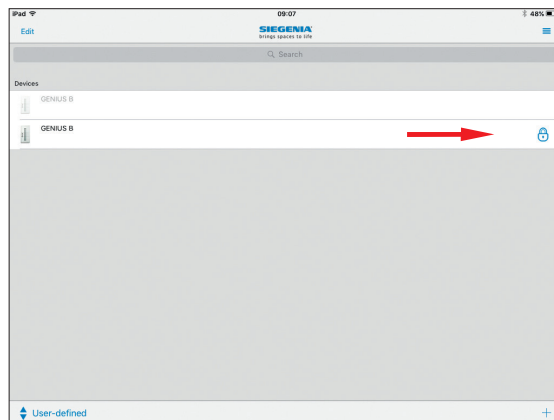 iPad 09:07 48%
Edit SIEGENIA brings spaces to life
Search
Devices
GENIUS B
GENIUS B
User-defined